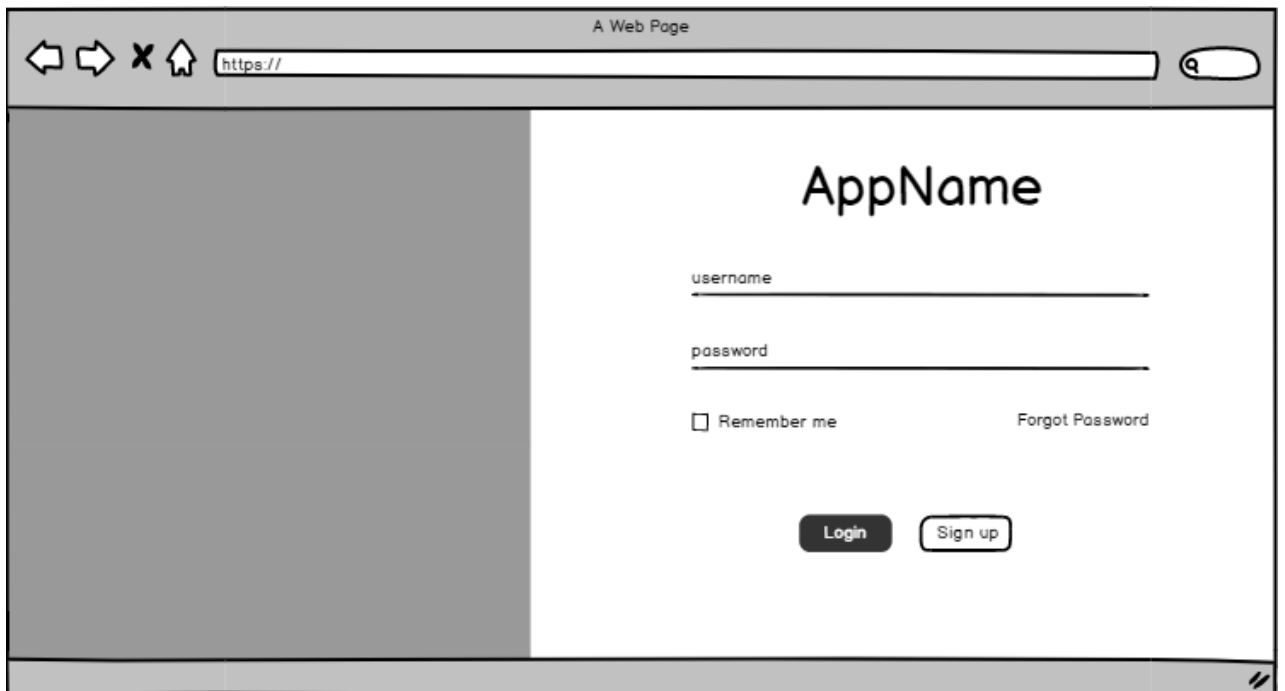 A Web Page
https://
AppName
username
password
Remember me Forgot Password
Login Sign up